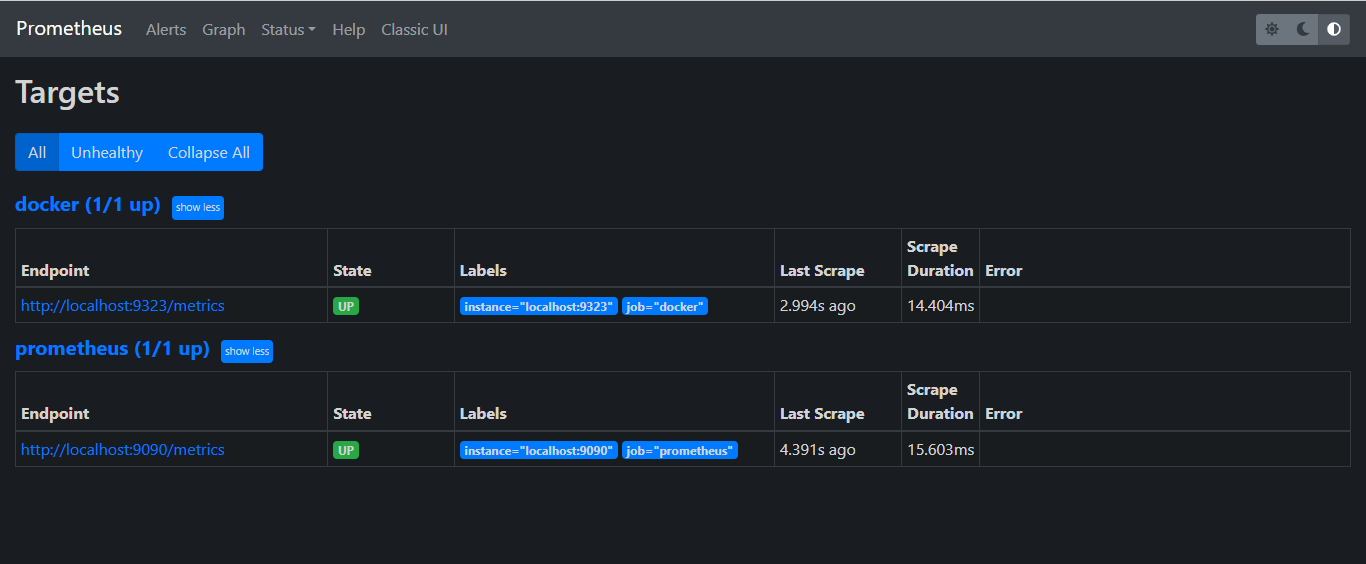 Prometheus Alerts Graph Status Help Classic UI
Targets
All Unhealthy Collapse All
docker (1/1 up) show less
Endpoint State Labels Last Scrape Scrape Duration Error
http://localhost:9323/metrics UP instance="localhost:9323" job="docker" 2.994s ago 14.404ms
prometheus (1/1 up) show less
Endpoint State Labels Last Scrape Scrape Duration Error
http://localhost:9090/metrics UP instance="localhost:9090" job="prometheus" 4.391s ago 15.603ms